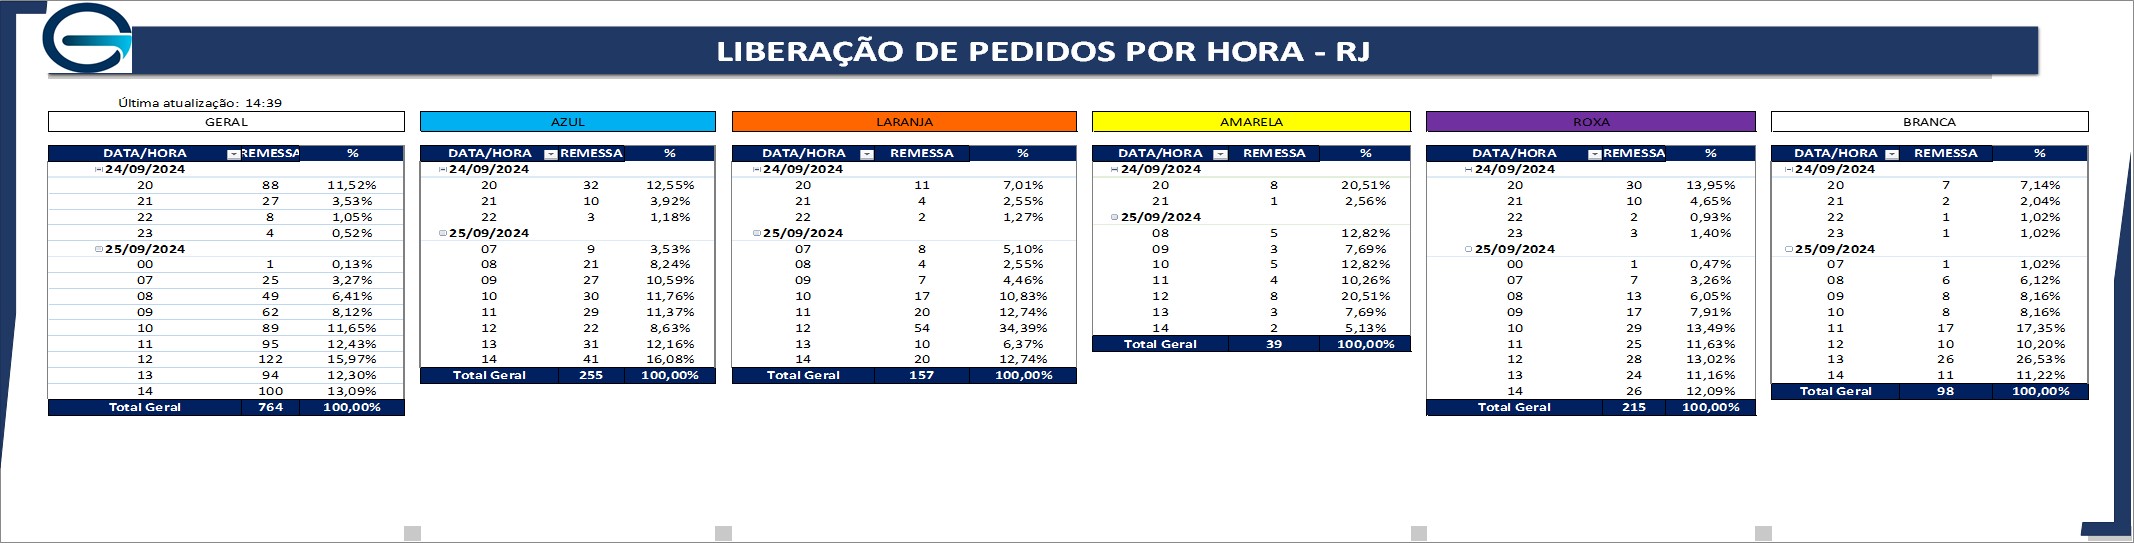 LIBERAÇÃO DE PEDIDOS POR HORA - RJ
Última atualização: 14:39
GERAL
DATA/HORA REMESSA %
24/09/2024
20 88 11,52%
21 27 3,53%
22 8 1,05%
23 4 0,52%
25/09/2024
00 1 0,13%
07 25 3,27%
08 49 6,41%
09 62 8,12%
10 89 11,65%
11 95 12,43%
12 122 15,97%
13 94 12,30%
14 100 13,09%
Total Geral 764 100,00%
AZUL
DATA/HORA REMESSA %
24/09/2024
20 32 12,55%
21 10 3,92%
22 3 1,18%
25/09/2024
07 9 3,53%
08 21 8,24%
09 27 10,59%
10 30 11,76%
11 29 11,37%
12 22 8,63%
13 31 12,16%
14 41 16,08%
Total Geral 255 100,00%
LARANJA
DATA/HORA REMESSA %
24/09/2024
20 11 7,01%
21 4 2,55%
22 2 1,27%
25/09/2024
07 8 5,10%
08 4 2,55%
09 7 4,46%
10 17 10,83%
11 20 12,74%
12 54 34,39%
13 10 6,37%
14 20 12,74%
Total Geral 157 100,00%
AMARELA
DATA/HORA REMESSA %
24/09/2024
20 8 20,51%
21 1 2,56%
25/09/2024
08 5 12,82%
09 3 7,69%
10 5 12,82%
11 4 10,26%
12 8 20,51%
13 3 7,69%
14 2 5,13%
Total Geral 39 100,00%
ROXA
DATA/HORA REMESSA %
24/09/2024
20 30 13,95%
21 10 4,65%
22 2 0,93%
23 3 1,40%
25/09/2024
00 1 0,47%
07 7 3,26%
08 13 6,05%
09 17 7,91%
10 29 13,49%
11 25 11,63%
12 28 13,02%
13 24 11,16%
14 26 12,09%
Total Geral 215 100,00%
BRANCA
DATA/HORA REMESSA %
24/09/2024
20 7 7,14%
21 2 2,04%
22 1 1,02%
23 1 1,02%
25/09/2024
07 1 1,02%
08 6 6,12%
09 8 8,16%
10 8 8,16%
11 17 17,35%
12 10 10,20%
13 26 26,53%
14 11 11,22%
Total Geral 98 100,00%